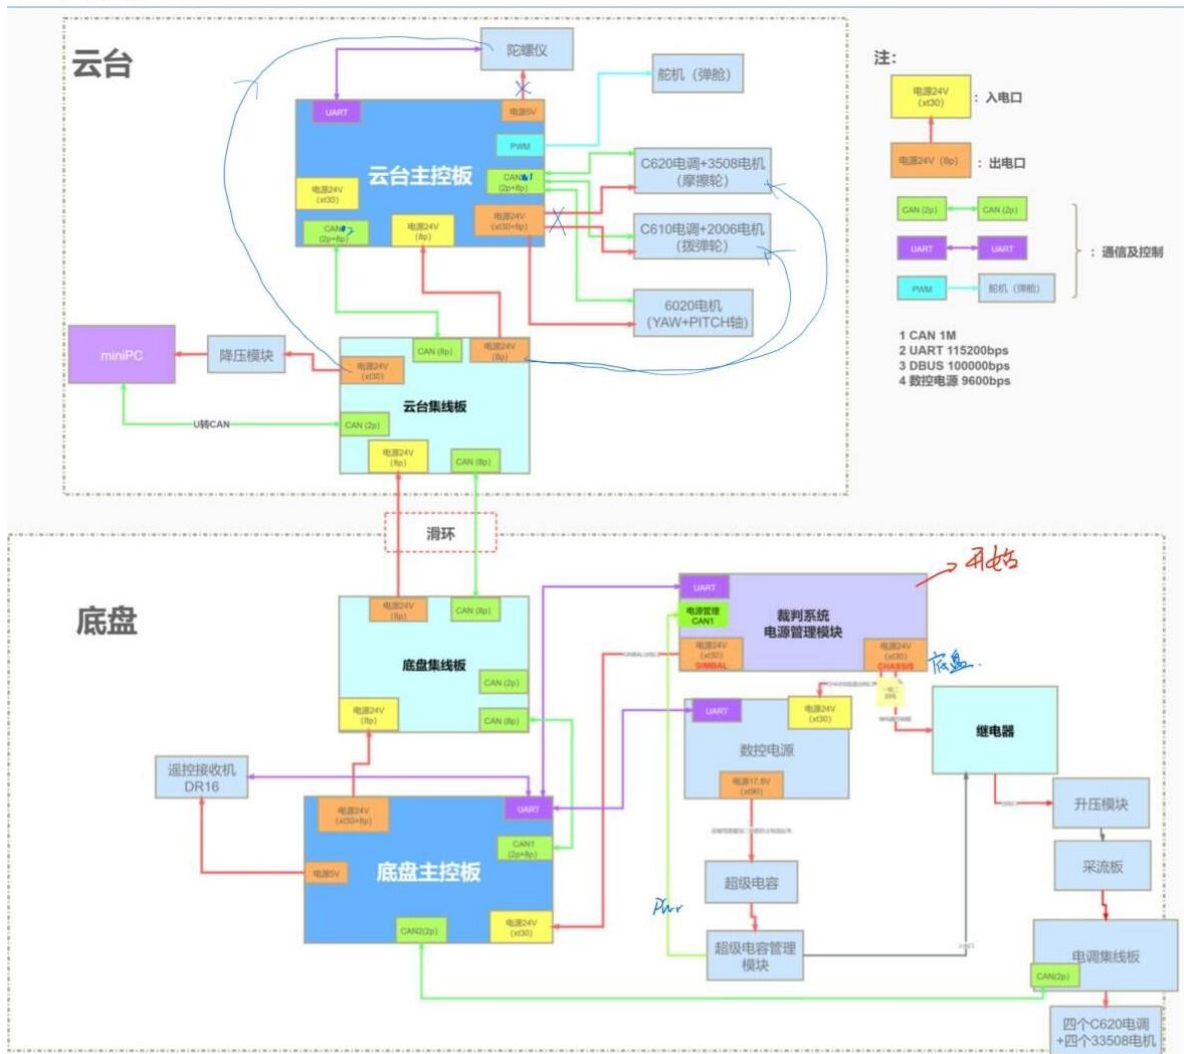 云台
陀螺仪
舵机（弹舱）
UART
电源5V
PWM
云台主控板
(2p+8p)
C620电调+3508电机
（摩擦轮）
电源24V
(xt30)
电源24V
(xt30+8p)
(2p+8p)
电源24V
(8p)
C610电调+2006电机
（拨弹轮）
6020电机
（YAW+PITCH轴）
miniPC
降压模块
电源24V
(xt30)
CAN (8p)
电源24V
(8p)
云台集线板
CAN (2p)
U转CAN
电源24V
(8p)
CAN (8p)
注：
电源24V
(xt30)
：入电口
电源24V (8p)
：出电口
CAN (2p)
CAN (2p)
UART
UART
：通信及控制
PWM
舵机（弹舱）
1 CAN 1M
2 UART 115200bps
3 DBUS 100000bps
4 数控电源 9600bps
滑环
底盘
电源24V
(8p)
CAN (8p)
底盘集线板
CAN (2p)
电源24V
(8p)
CAN (8p)
遥控接收机
DR16
电源24V
(xt30+8p)
UART
CAN1
(2p+8p)
电源5V
底盘主控板
CAN2(2p)
电源24V
(xt30)
开始
UART
电源管理
CAN1
裁判系统
电源管理模块
电源24V
(xt30)
GIMBAL
电源24V
(xt30)
CHASSIS
底盘
UART
电源24V
(xt30)
数控电源
电源17.8V
(xt90)
继电器
超级电容
Pwr
超级电容管理
模块
升压模块
采流板
电调集线板
CAN(2p)
四个C620电调
+四个33508电机